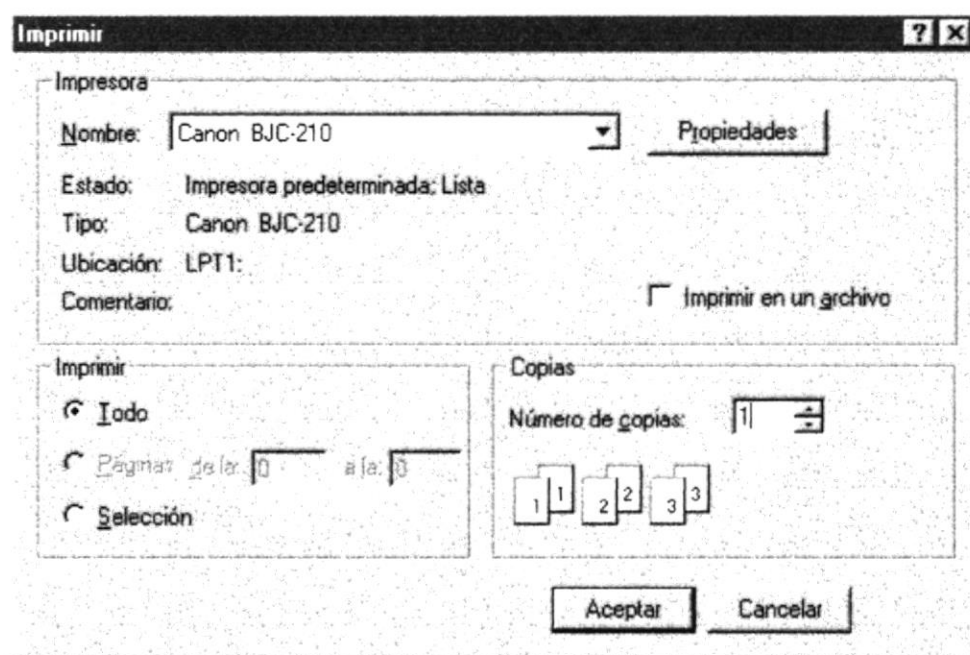 Imprimir
Impresora
Nombre: Canon BJC-210 Propiedades
Estado: Impresora predeterminada; Lista
Tipo: Canon BJC-210
Ubicación: LPT1:
Comentario: Imprimir en un archivo
Imprimir
Todo
Páginas de la: 0 a la: 0
Selección
Copias
Número de copias: 1
1 1 2 2 3 3
Aceptar Cancelar